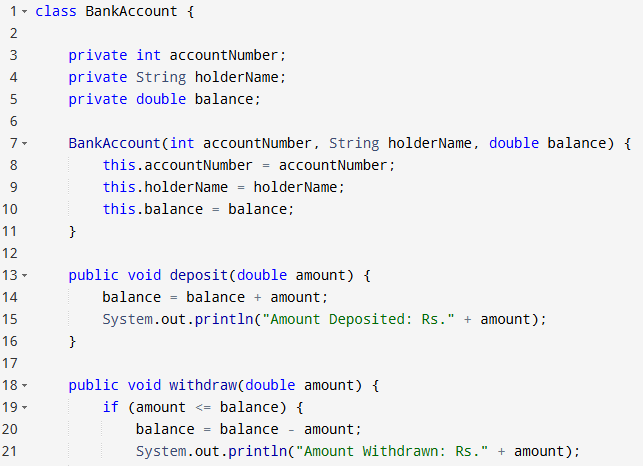 1 class BankAccount {
2
3     private int accountNumber;
4     private String holderName;
5     private double balance;
6
7     BankAccount(int accountNumber, String holderName, double balance) {
8         this.accountNumber = accountNumber;
9         this.holderName = holderName;
10         this.balance = balance;
11     }
12
13     public void deposit(double amount) {
14         balance = balance + amount;
15         System.out.println("Amount Deposited: Rs." + amount);
16     }
17
18     public void withdraw(double amount) {
19         if (amount <= balance) {
20             balance = balance - amount;
21             System.out.println("Amount Withdrawn: Rs." + amount);